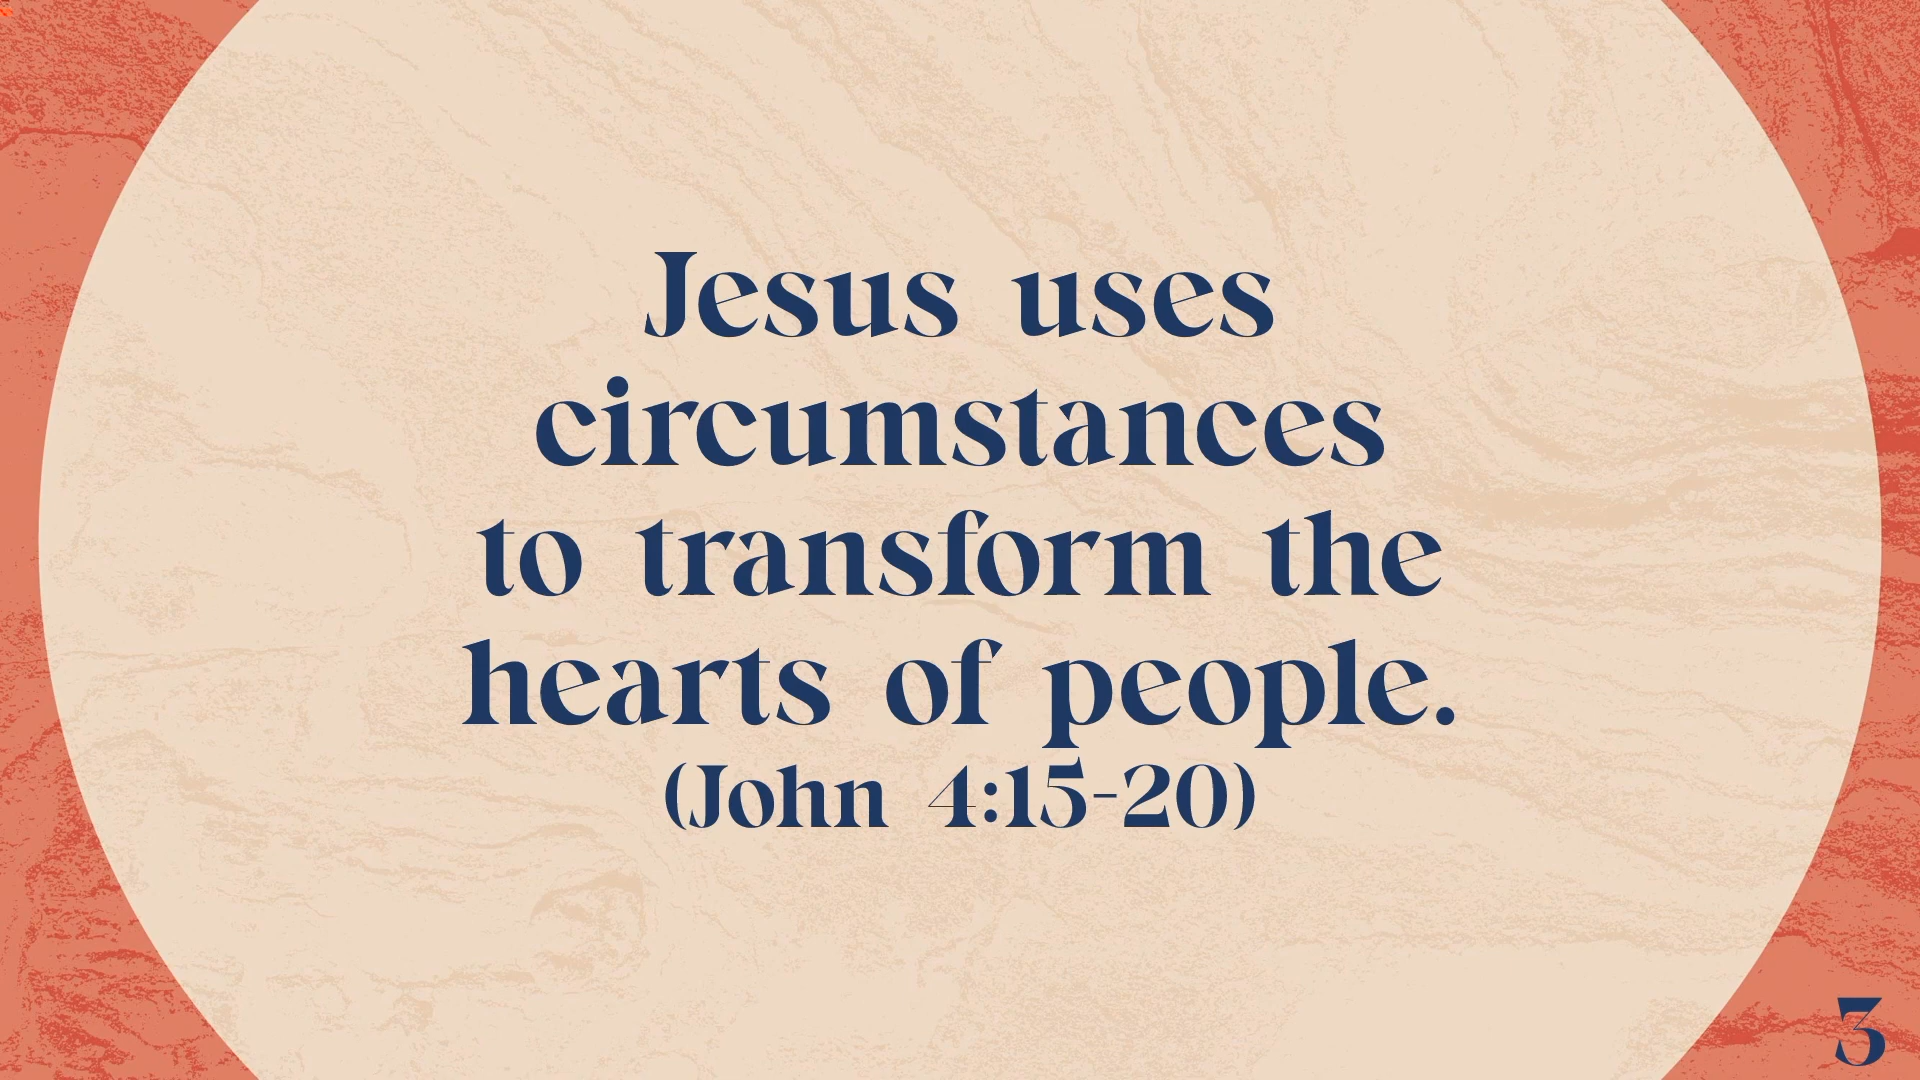 Jesus uses
circumstances
to transform the
hearts of people.
(John 4:15-20)
3